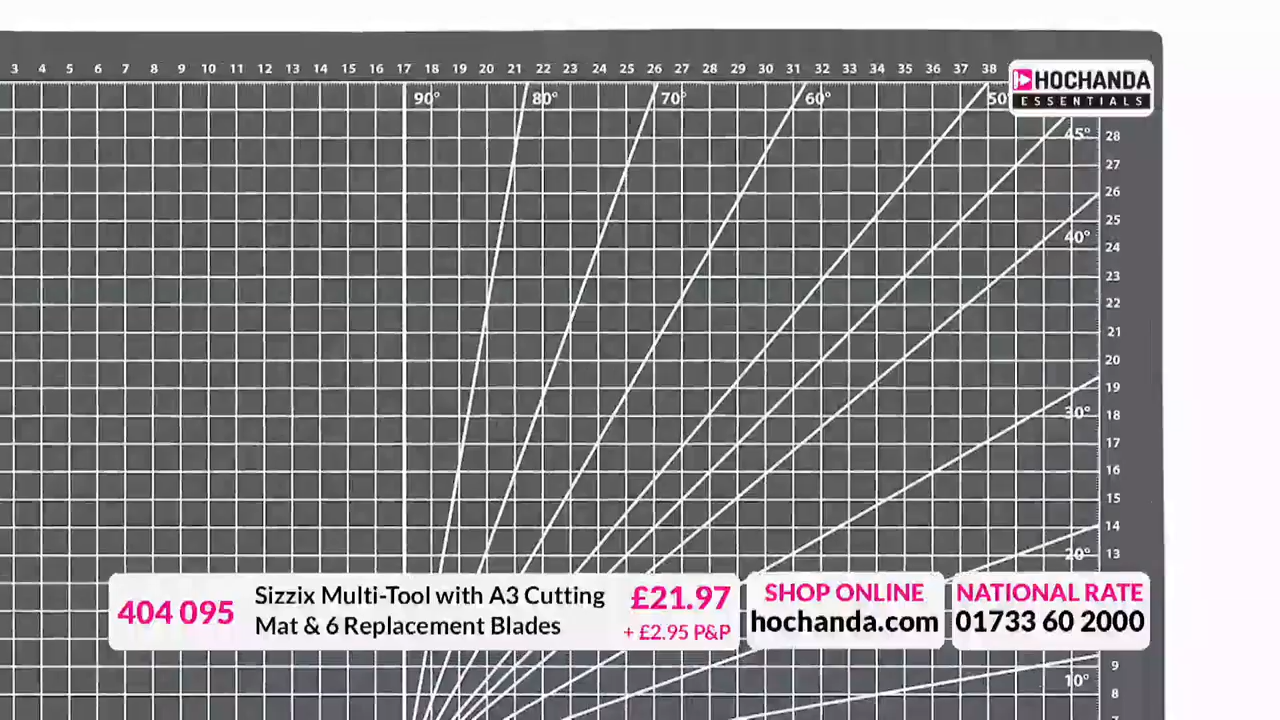 3 4 5 6 7 8 9 10 11 12 13 14 15 16 17 18 19 20 21 22 23 24 25 26 27 28 29 30 31 32 33 34 35 36 37 38
HOCHANDA
ESSENTIALS
90° 80° 70° 60° 50
45°
28
27
26
25
40°
24
23
22
21
20
19
30°
18
17
16
15
14
20°
13
404 095
Sizzix Multi-Tool with A3 Cutting
Mat & 6 Replacement Blades
£21.97
+ £2.95 P&P
SHOP ONLINE
hochanda.com
NATIONAL RATE
01733 60 2000
9
10°
8